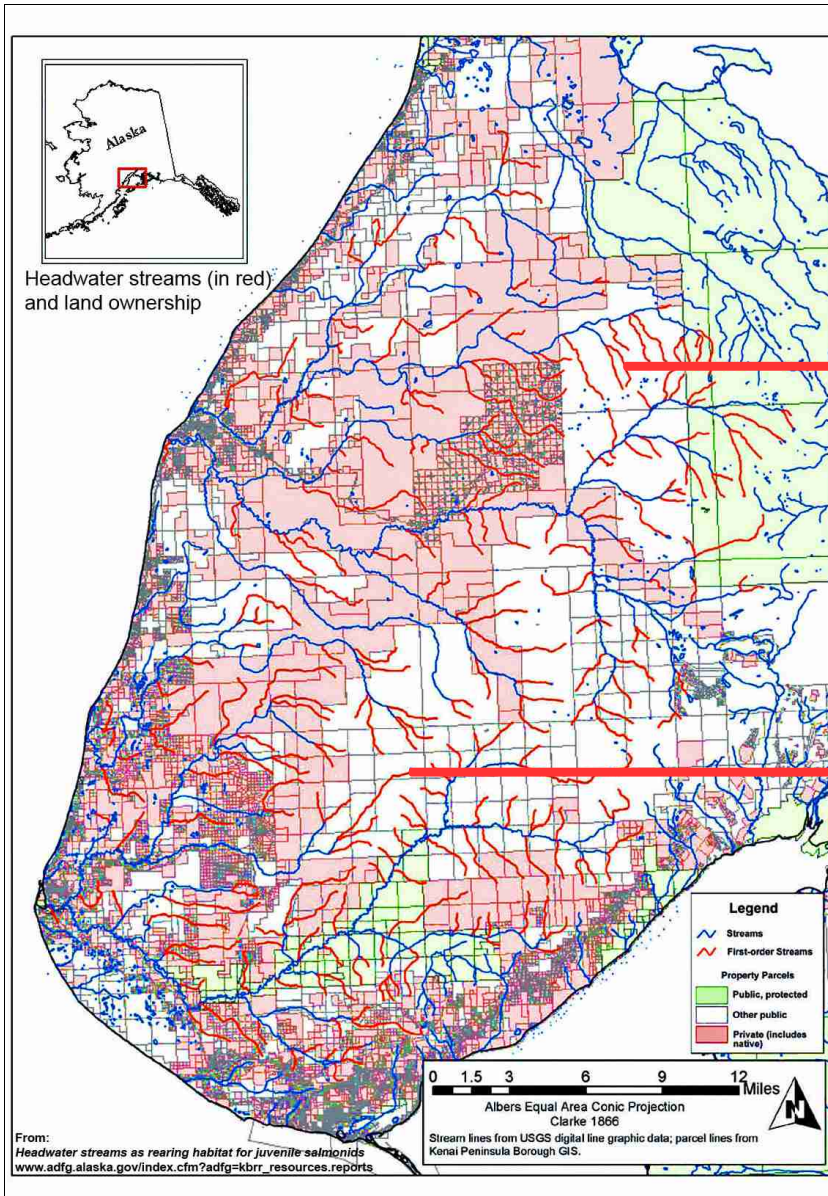 Alaska
Headwater streams (in red)
and land ownership
Legend
Streams
First-order Streams
Property Parcels
Public, protected
Other public
Private (includes
native)
0 1.5 3 6 9 12 Miles
Albers Equal Area Conic Projection
Clarke 1866
Stream lines from USGS digital line graphic data; parcel lines from
Kenai Peninsula Borough GIS.
N
From:
Headwater streams as rearing habitat for juvenile salmonids
www.adfg.alaska.gov/index.cfm?adfg=kbrr_resources.reports